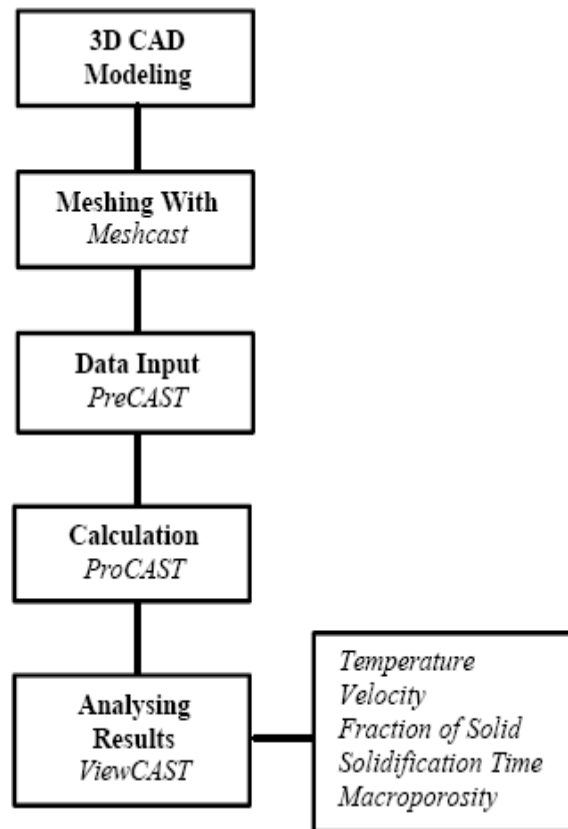 3D CAD
Modeling
Meshing With
Meshcast
Data Input
PreCAST
Calculation
ProCAST
Analysing
Results
ViewCAST
Temperature
Velocity
Fraction of Solid
Solidification Time
Macroporosity